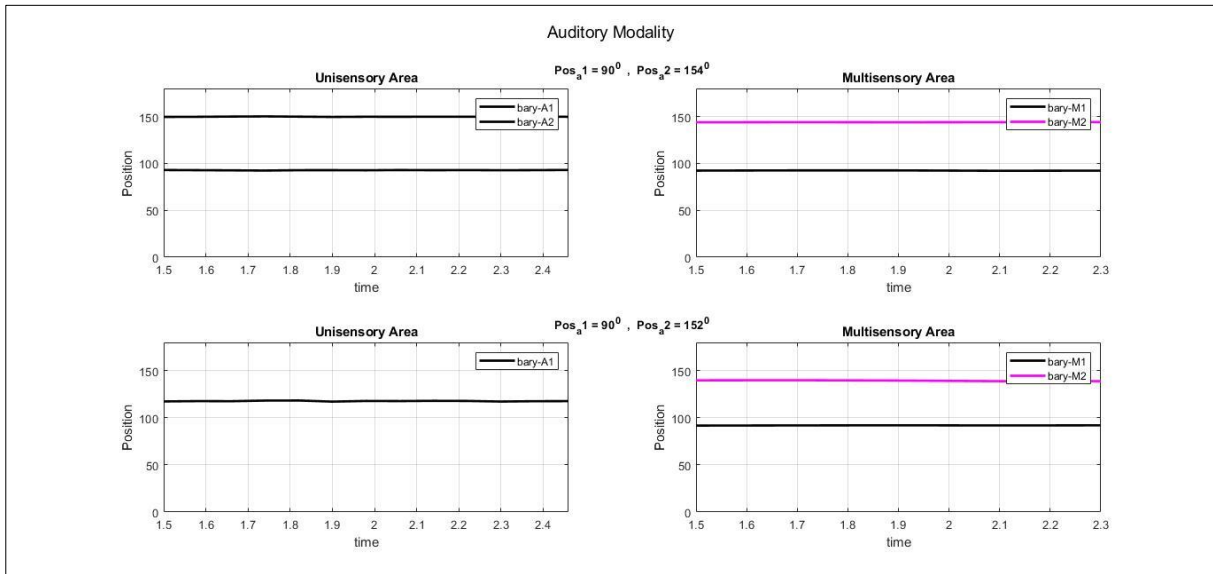 Auditory Modality
Pos_a1 = 90^0 , Pos_a2 = 154^0
Unisensory Area
bary-A1
bary-A2
Position
150
100
50
0
1.5 1.6 1.7 1.8 1.9 2 2.1 2.2 2.3 2.4
time
Multisensory Area
bary-M1
bary-M2
Position
150
100
50
0
1.5 1.6 1.7 1.8 1.9 2 2.1 2.2 2.3
time
Pos_a1 = 90^0 , Pos_a2 = 152^0
Unisensory Area
bary-A1
Position
150
100
50
0
1.5 1.6 1.7 1.8 1.9 2 2.1 2.2 2.3 2.4
time
Multisensory Area
bary-M1
bary-M2
Position
150
100
50
0
1.5 1.6 1.7 1.8 1.9 2 2.1 2.2 2.3
time